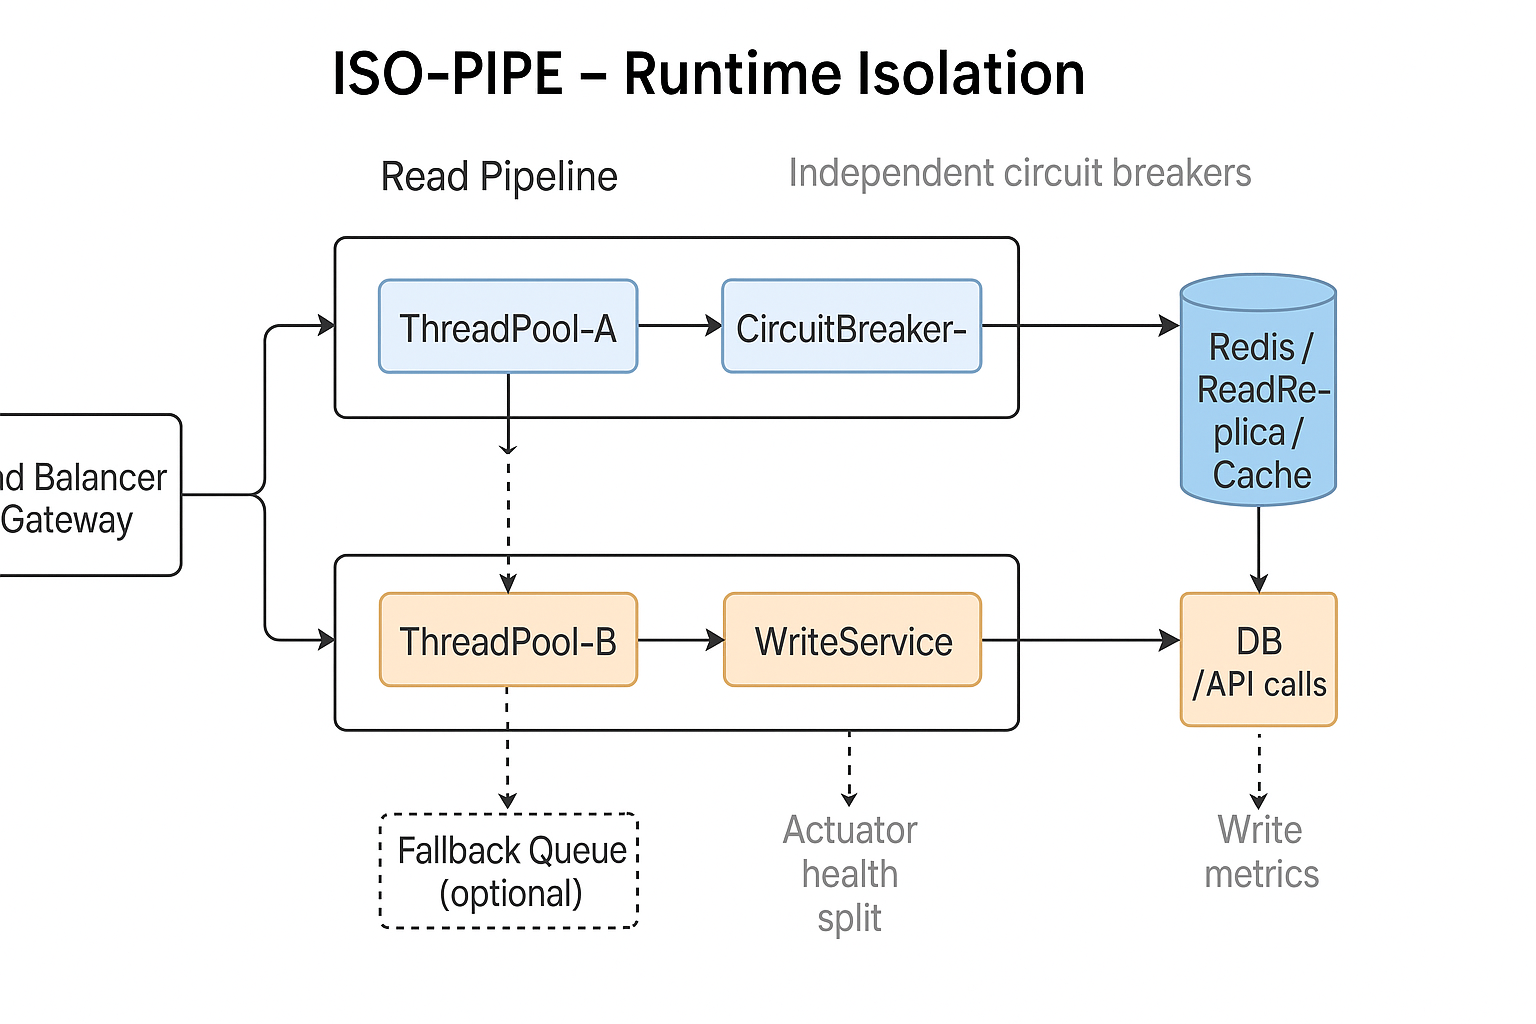 ISO-PIPE – Runtime Isolation
Read Pipeline
Independent circuit breakers
ThreadPool-A
CircuitBreaker-
Redis /
ReadRe-
plica /
Cache
Balancer
Gateway
ThreadPool-B
WriteService
DB
/API calls
Fallback Queue
(optional)
Actuator
health
split
Write
metrics